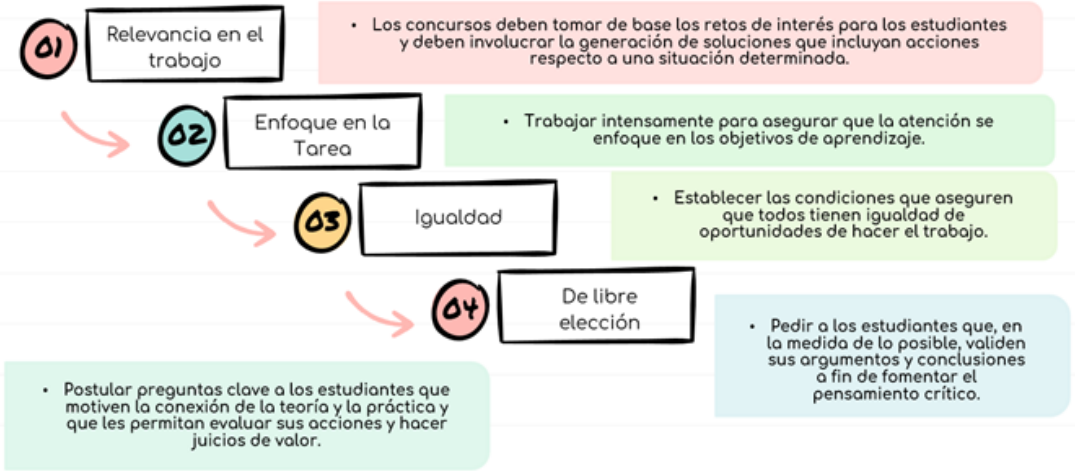 01
Relevancia en el
trabajo
• Los concursos deben tomar de base los retos de interés para los estudiantes
y deben involucrar la generación de soluciones que incluyan acciones
respecto a una situación determinada.
02
Enfoque en la
Tarea
• Trabajar intensamente para asegurar que la atención se
enfoque en los objetivos de aprendizaje.
03
Igualdad
• Establecer las condiciones que aseguren
que todos tienen igualdad de
oportunidades de hacer el trabajo.
04
De libre
elección
• Pedir a los estudiantes que, en
la medida de lo posible, validen
sus argumentos y conclusiones
a fin de fomentar el
pensamiento crítico.
• Postular preguntas clave a los estudiantes que
motiven la conexión de la teoría y la práctica y
que les permitan evaluar sus acciones y hacer
juicios de valor.